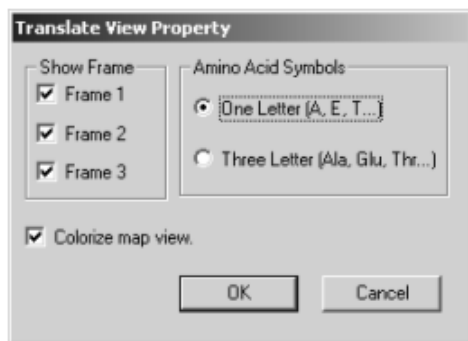 Translate View Property
Show Frame
Frame 1
Frame 2
Frame 3
Amino Acid Symbols
One Letter (A, E, T...)
Three Letter (Ala, Glu, Thr...)
Colorize map view.
OK
Cancel